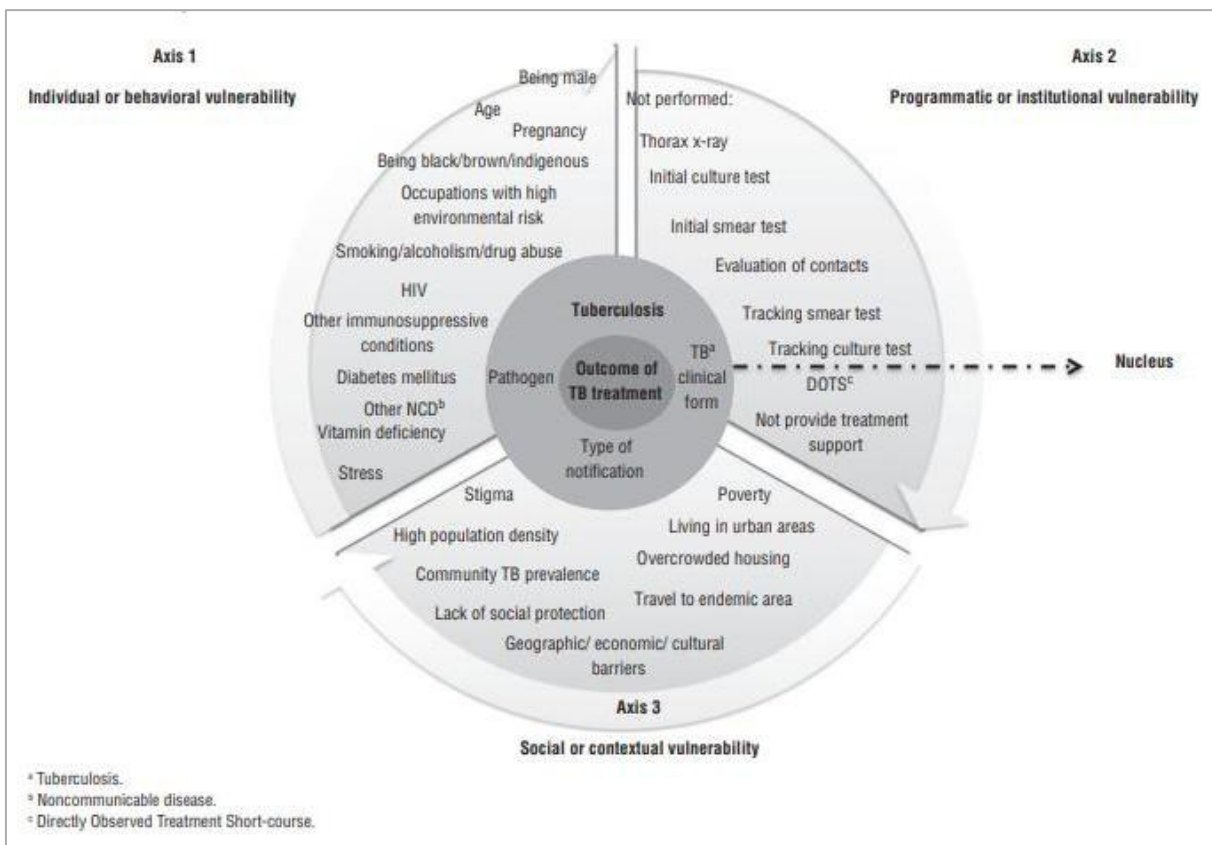 Axis 1
Individual or behavioral vulnerability
Being male
Age
Pregnancy
Being black/brown/indigenous
Occupations with high
environmental risk
Smoking/alcoholism/drug abuse
HIV
Other immunosuppressive
conditions
Diabetes mellitus
Other NCDᵇ
Vitamin deficiency
Stress
Axis 2
Programmatic or institutional vulnerability
Not performed:
Thorax x-ray
Initial culture test
Initial smear test
Evaluation of contacts
Tracking smear test
Tracking culture test
DOTSᶜ
Not provide treatment
support
Nucleus
Tuberculosis
Pathogen
Outcome of
TB treatment
TBᵃ
clinical
form
Type of
notification
Stigma
High population density
Community TB prevalence
Lack of social protection
Poverty
Living in urban areas
Overcrowded housing
Travel to endemic area
Geographic/ economic/ cultural
barriers
Axis 3
Social or contextual vulnerability
ᵃ Tuberculosis.
ᵇ Noncommunicable disease.
ᶜ Directly Observed Treatment Short-course.